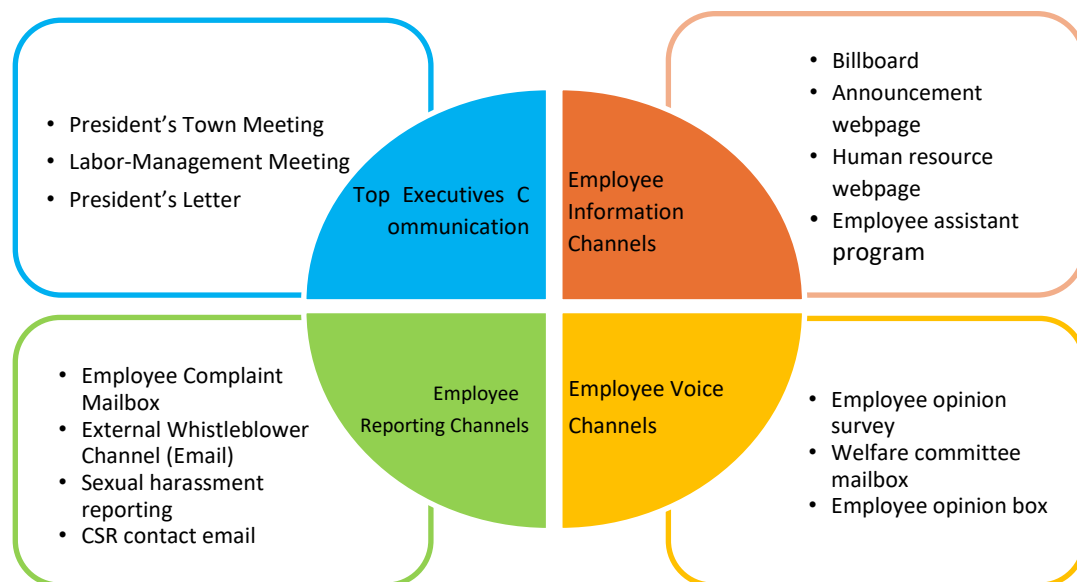 • President’s Town Meeting
• Labor-Management Meeting
• President’s Letter
Top Executives C
ommunication
Employee
Information
Channels
• Billboard
• Announcement
webpage
• Human resource
webpage
• Employee assistant
program
• Employee Complaint
Mailbox
• External Whistleblower
Channel (Email)
• Sexual harassment
reporting
• CSR contact email
Employee
Reporting Channels
Employee Voice
Channels
• Employee opinion
survey
• Welfare committee
mailbox
• Employee opinion box